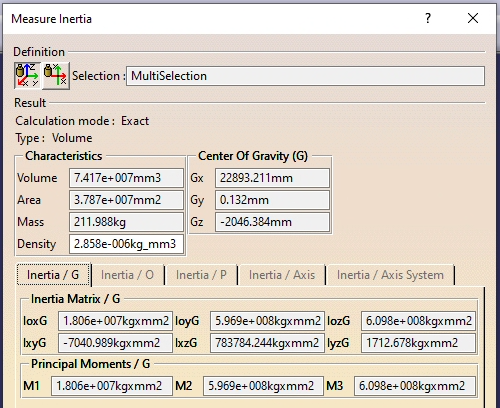 Measure Inertia ? ×
Definition
Selection : MultiSelection
Result
Calculation mode : Exact
Type : Volume
Characteristics Center Of Gravity (G)
Volume 7.417e+007mm3 Gx 22893.211mm
Area 3.787e+007mm2 Gy 0.132mm
Mass 211.988kg Gz -2046.384mm
Density 2.858e-006kg_mm3
Inertia / G Inertia / O Inertia / P Inertia / Axis Inertia / Axis System
Inertia Matrix / G
IoxG 1.806e+007kgxmm2 IoyG 5.969e+008kgxmm2 IozG 6.098e+008kgxmm2
IxyG -7040.989kgxmm2 IxzG 783784.244kgxmm2 IyzG 1712.678kgxmm2
Principal Moments / G
M1 1.806e+007kgxmm2 M2 5.969e+008kgxmm2 M3 6.098e+008kgxmm2